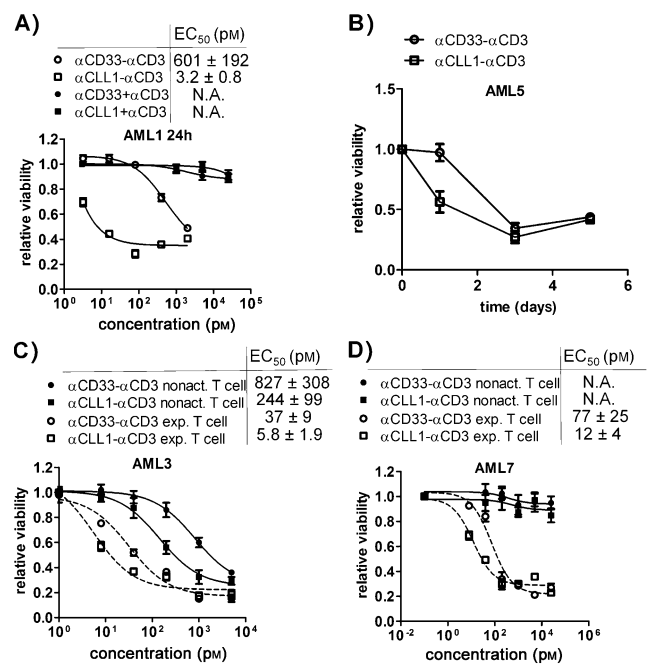 A)
EC50 (pM)
αCD33-αCD3 601 ± 192
αCLL1-αCD3 3.2 ± 0.8
αCD33+αCD3 N.A.
αCLL1+αCD3 N.A.
AML1 24h
relative viability
1.2
1.0
0.8
0.6
0.4
0.2
0.0
10^0 10^1 10^2 10^3 10^4 10^5
concentration (pM)
B)
αCD33-αCD3
αCLL1-αCD3
AML5
relative viability
1.5
1.0
0.5
0.0
0 2 4 6
time (days)
C)
EC50 (pM)
αCD33-αCD3 nonact. T cell 827 ± 308
αCLL1-αCD3 nonact. T cell 244 ± 99
αCD33-αCD3 exp. T cell 37 ± 9
αCLL1-αCD3 exp. T cell 5.8 ± 1.9
AML3
relative viability
1.2
1.0
0.8
0.6
0.4
0.2
0.0
10^0 10^1 10^2 10^3 10^4
concentration (pM)
D)
EC50 (pM)
αCD33-αCD3 nonact. T cell N.A.
αCLL1-αCD3 nonact. T cell N.A.
αCD33-αCD3 exp. T cell 77 ± 25
αCLL1-αCD3 exp. T cell 12 ± 4
AML7
relative viability
1.2
1.0
0.8
0.6
0.4
0.2
0.0
10^-2 10^0 10^2 10^4 10^6
concentration (pM)